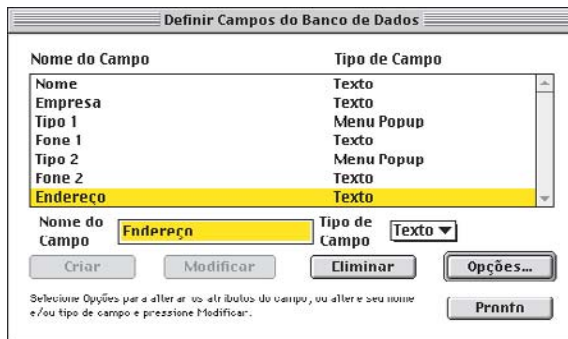 Definir Campos do Banco de Dados
Nome do Campo Tipo de Campo
Nome Texto
Empresa Texto
Tipo 1 Menu Popup
Fone 1 Texto
Tipo 2 Menu Popup
Fone 2 Texto
Endereço Texto
Nome do Campo Endereço Tipo de Campo Texto
Criar Modificar Eliminar Opções...
Selecione Opções para alterar os atributos do campo, ou altere seu nome
e/ou tipo de campo e pressione Modificar.
Pronto